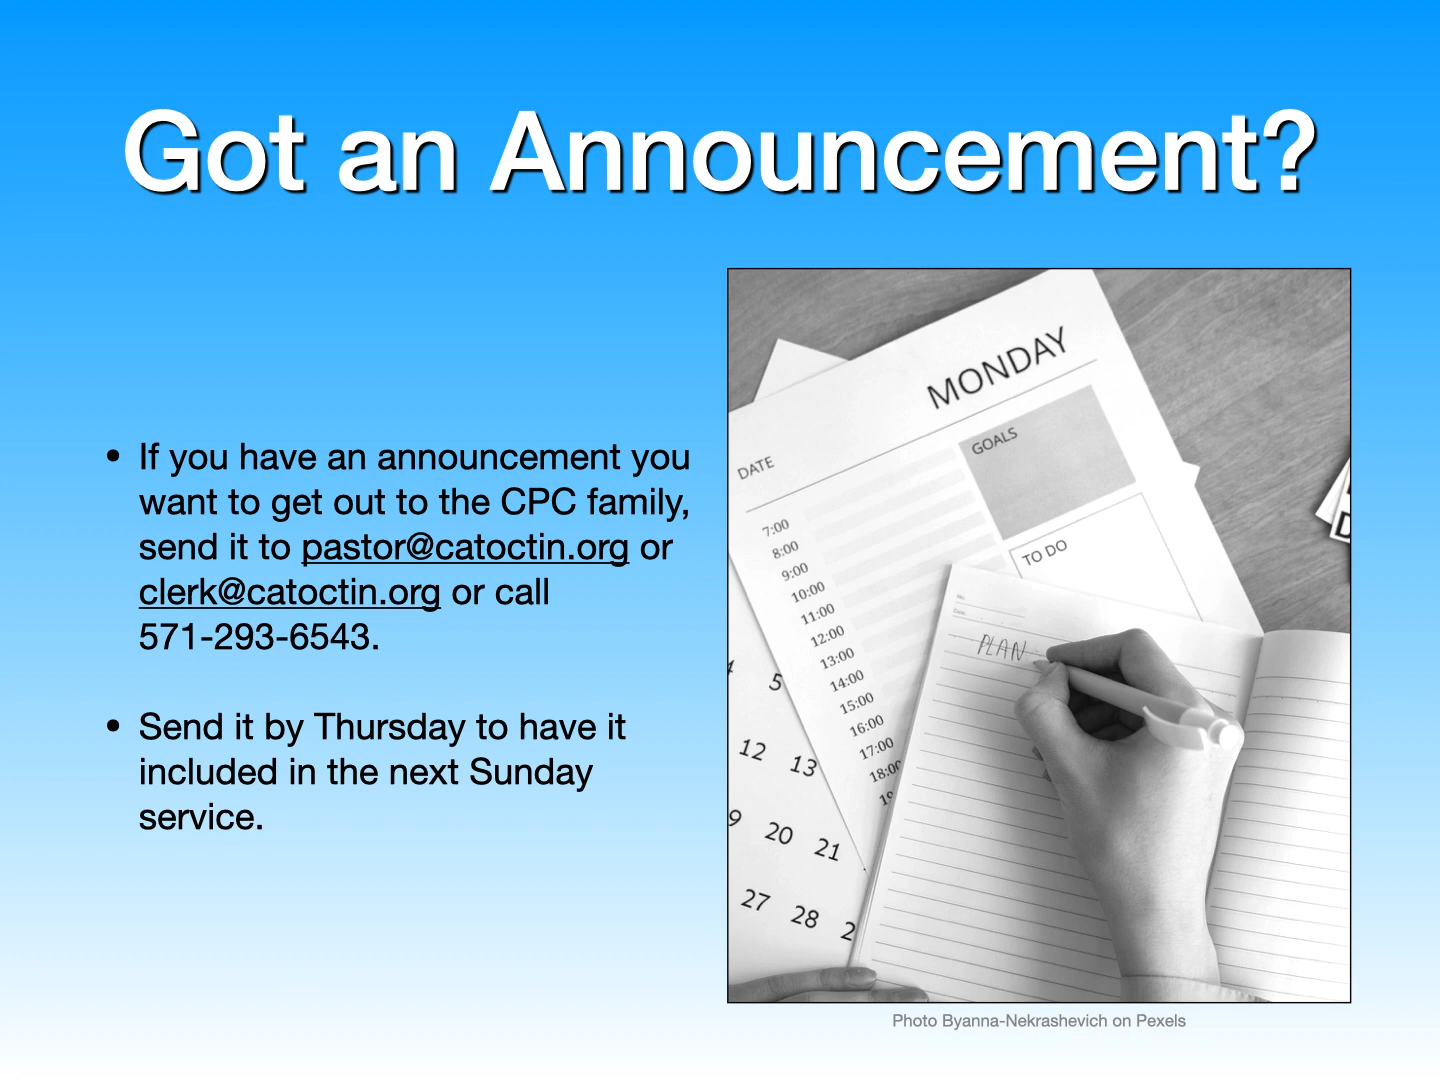 Got an Announcement?
• If you have an announcement you
want to get out to the CPC family,
send it to pastor@catoctin.org or
clerk@catoctin.org or call
571-293-6543.
• Send it by Thursday to have it
included in the next Sunday
service.
MONDAY
DATE
GOALS
TO DO
7:00
8:00
9:00
10:00
11:00
12:00
13:00
14:00
15:00
16:00
17:00
18:00
No.
Date.
PLAN
5
12 13
9 20 21
27 28 2
Photo Byanna-Nekrashevich on Pexels